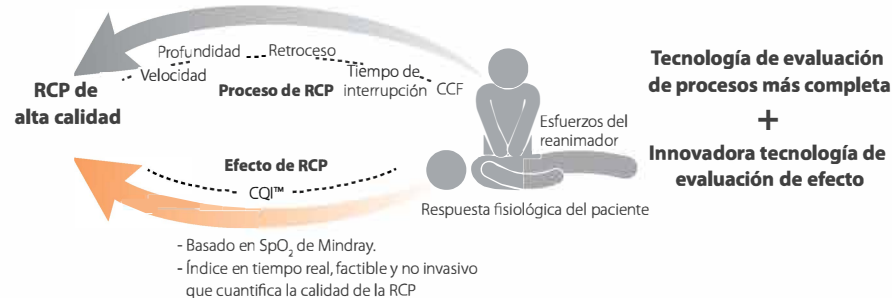 Profundidad
Retroceso
Velocidad
Tiempo de
interrupción
CCF
Proceso de RCP
RCP de
alta calidad
Efecto de RCP
CQI™
- Basado en SpO₂ de Mindray.
- Índice en tiempo real, factible y no invasivo
que cuantifica la calidad de la RCP
Esfuerzos del
reanimador
Respuesta fisiológica del paciente
Tecnología de evaluación
de procesos más completa
+
Innovadora tecnología de
evaluación de efecto